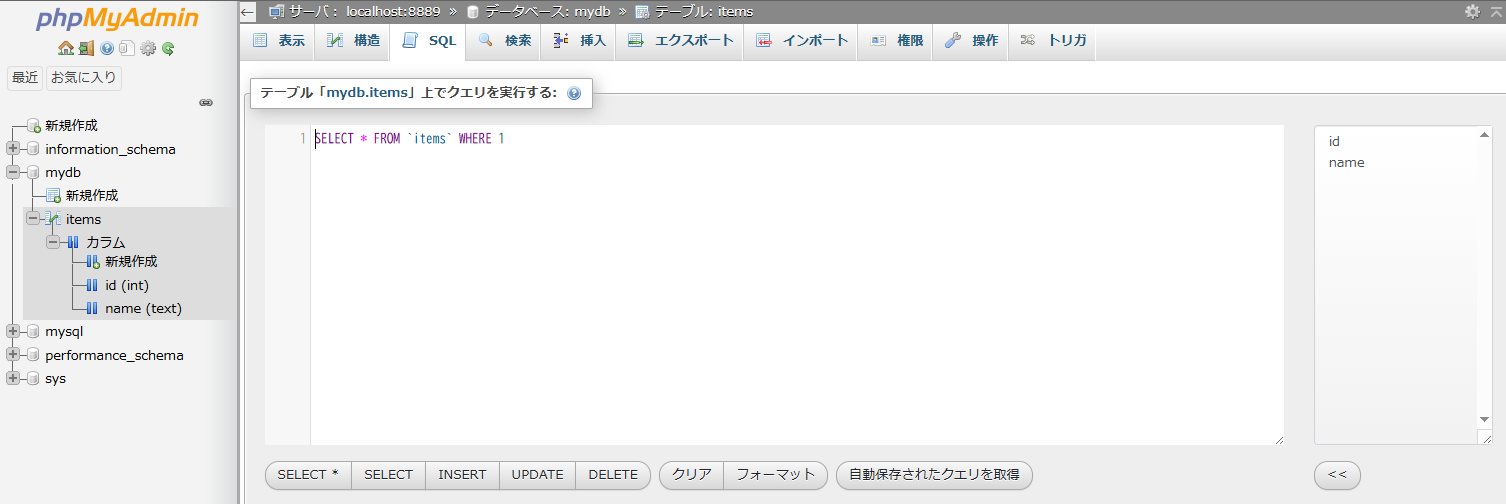 phpMyAdmin
最近 お気に入り
新規作成
information_schema
mydb
新規作成
items
カラム
新規作成
id (int)
name (text)
mysql
performance_schema
sys
サーバ： localhost:8889 » データベース: mydb » テーブル: items
表示 構造 SQL 検索 挿入 エクスポート インポート 権限 操作 トリガ
テーブル「mydb.items」上でクエリを実行する:
1 SELECT * FROM `items` WHERE 1
id
name
SELECT * SELECT INSERT UPDATE DELETE クリア フォーマット 自動保存されたクエリを取得 <<